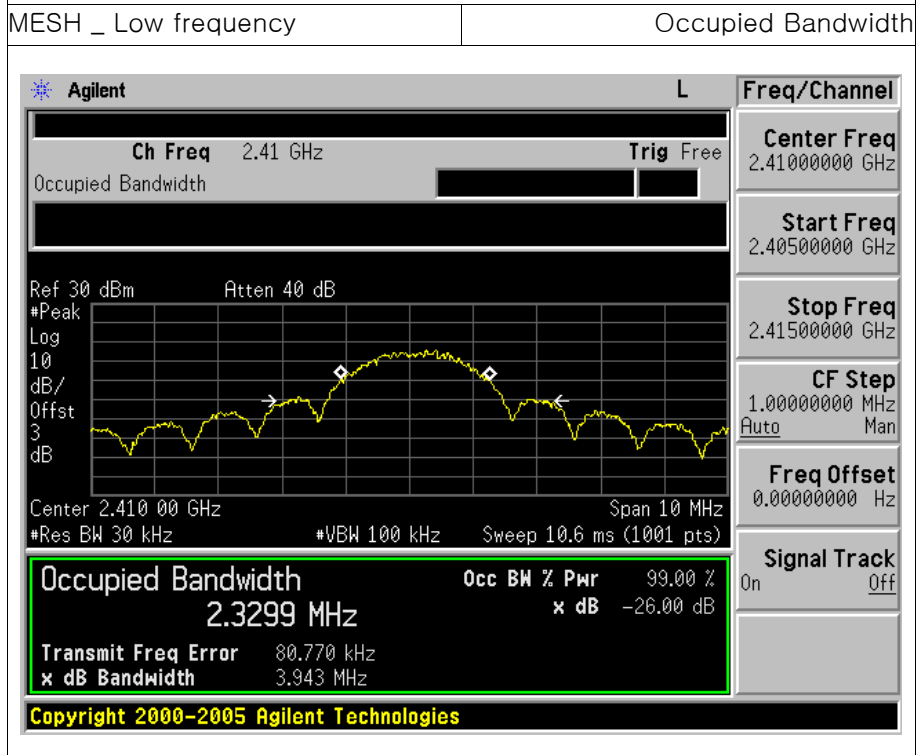 MESH _ Low frequency
Occupied Bandwidth
Agilent
L
Freq/Channel
Ch Freq 2.41 GHz
Trig Free
Occupied Bandwidth
Center Freq
2.41000000 GHz
Start Freq
2.40500000 GHz
Stop Freq
2.41500000 GHz
CF Step
1.00000000 MHz
Auto Man
Freq Offset
0.00000000 Hz
Signal Track
On Off
Ref 30 dBm Atten 40 dB
#Peak
Log
10
dB/
Offst
3
dB
Center 2.410 00 GHz Span 10 MHz
#Res BW 30 kHz #VBW 100 kHz Sweep 10.6 ms (1001 pts)
Occupied Bandwidth
2.3299 MHz
Occ BW % Pwr 99.00 %
x dB -26.00 dB
Transmit Freq Error 80.770 kHz
x dB Bandwidth 3.943 MHz
Copyright 2000-2005 Agilent Technologies